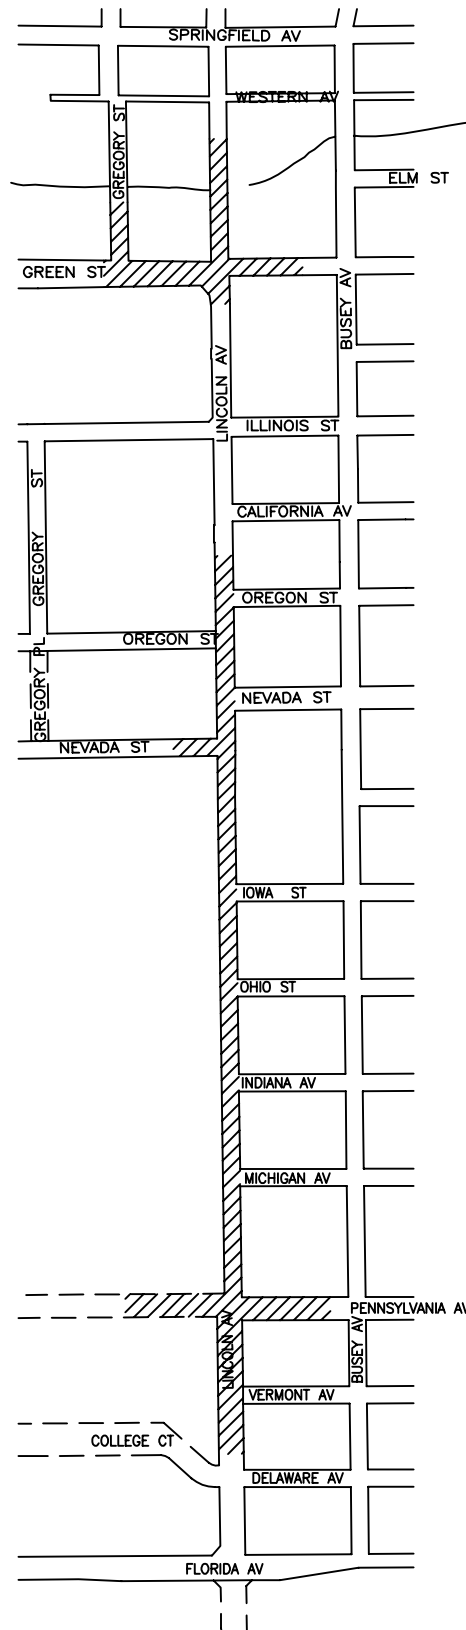 SPRINGFIELD AV
WESTERN AV
GREGORY ST
ELM ST
GREEN ST
BUSEY AV
LINCOLN AV
ILLINOIS ST
GREGORY ST
CALIFORNIA AV
OREGON ST
OREGON ST
GREGORY PL
NEVADA ST
NEVADA ST
IOWA ST
OHIO ST
INDIANA AV
MICHIGAN AV
PENNSYLVANIA AV
LINCOLN AV
BUSEY AV
VERMONT AV
COLLEGE CT
DELAWARE AV
FLORIDA AV